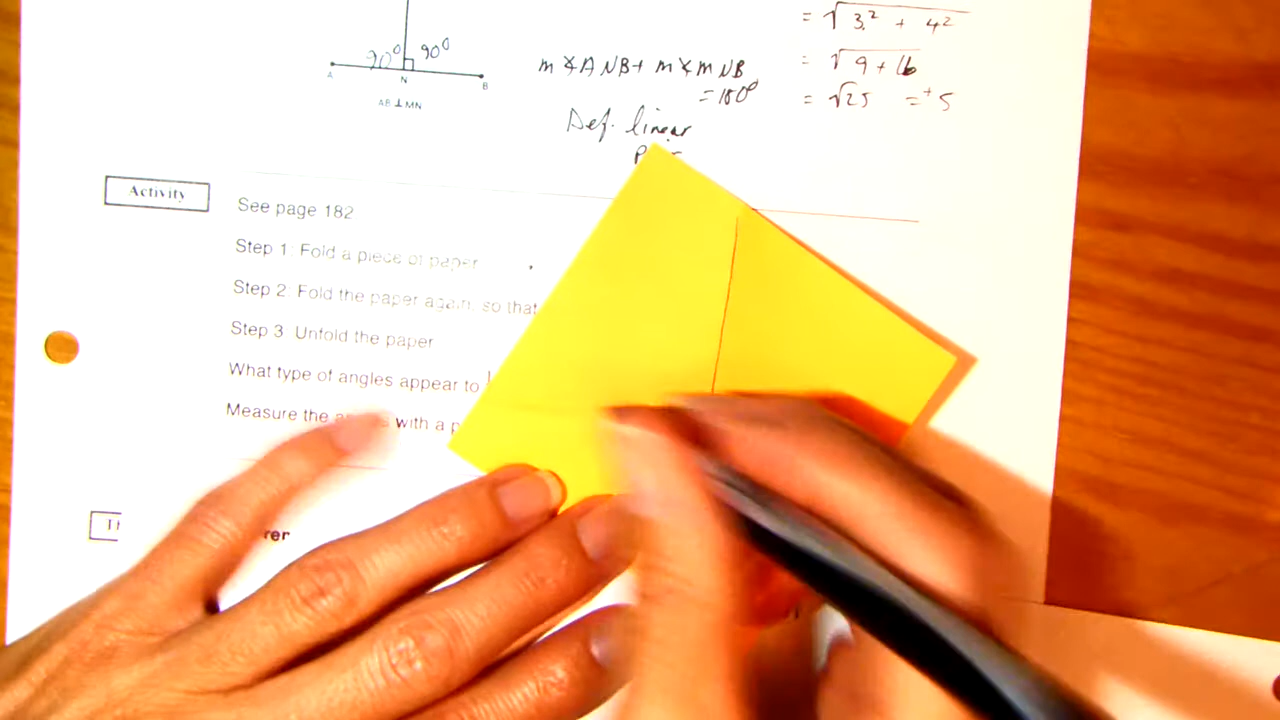 = √3² + 4²
= √9 + 16
= √25 = +5
90° 90°
A N B
AB ⊥ MN
m∡ANB + m∡mNB
= 180°
Def. linear
Activity
See page 182
Step 1: Fold a piece of paper
Step 2: Fold the paper again, so that
Step 3: Unfold the paper
What type of angles appear to
Measure the angles with a p